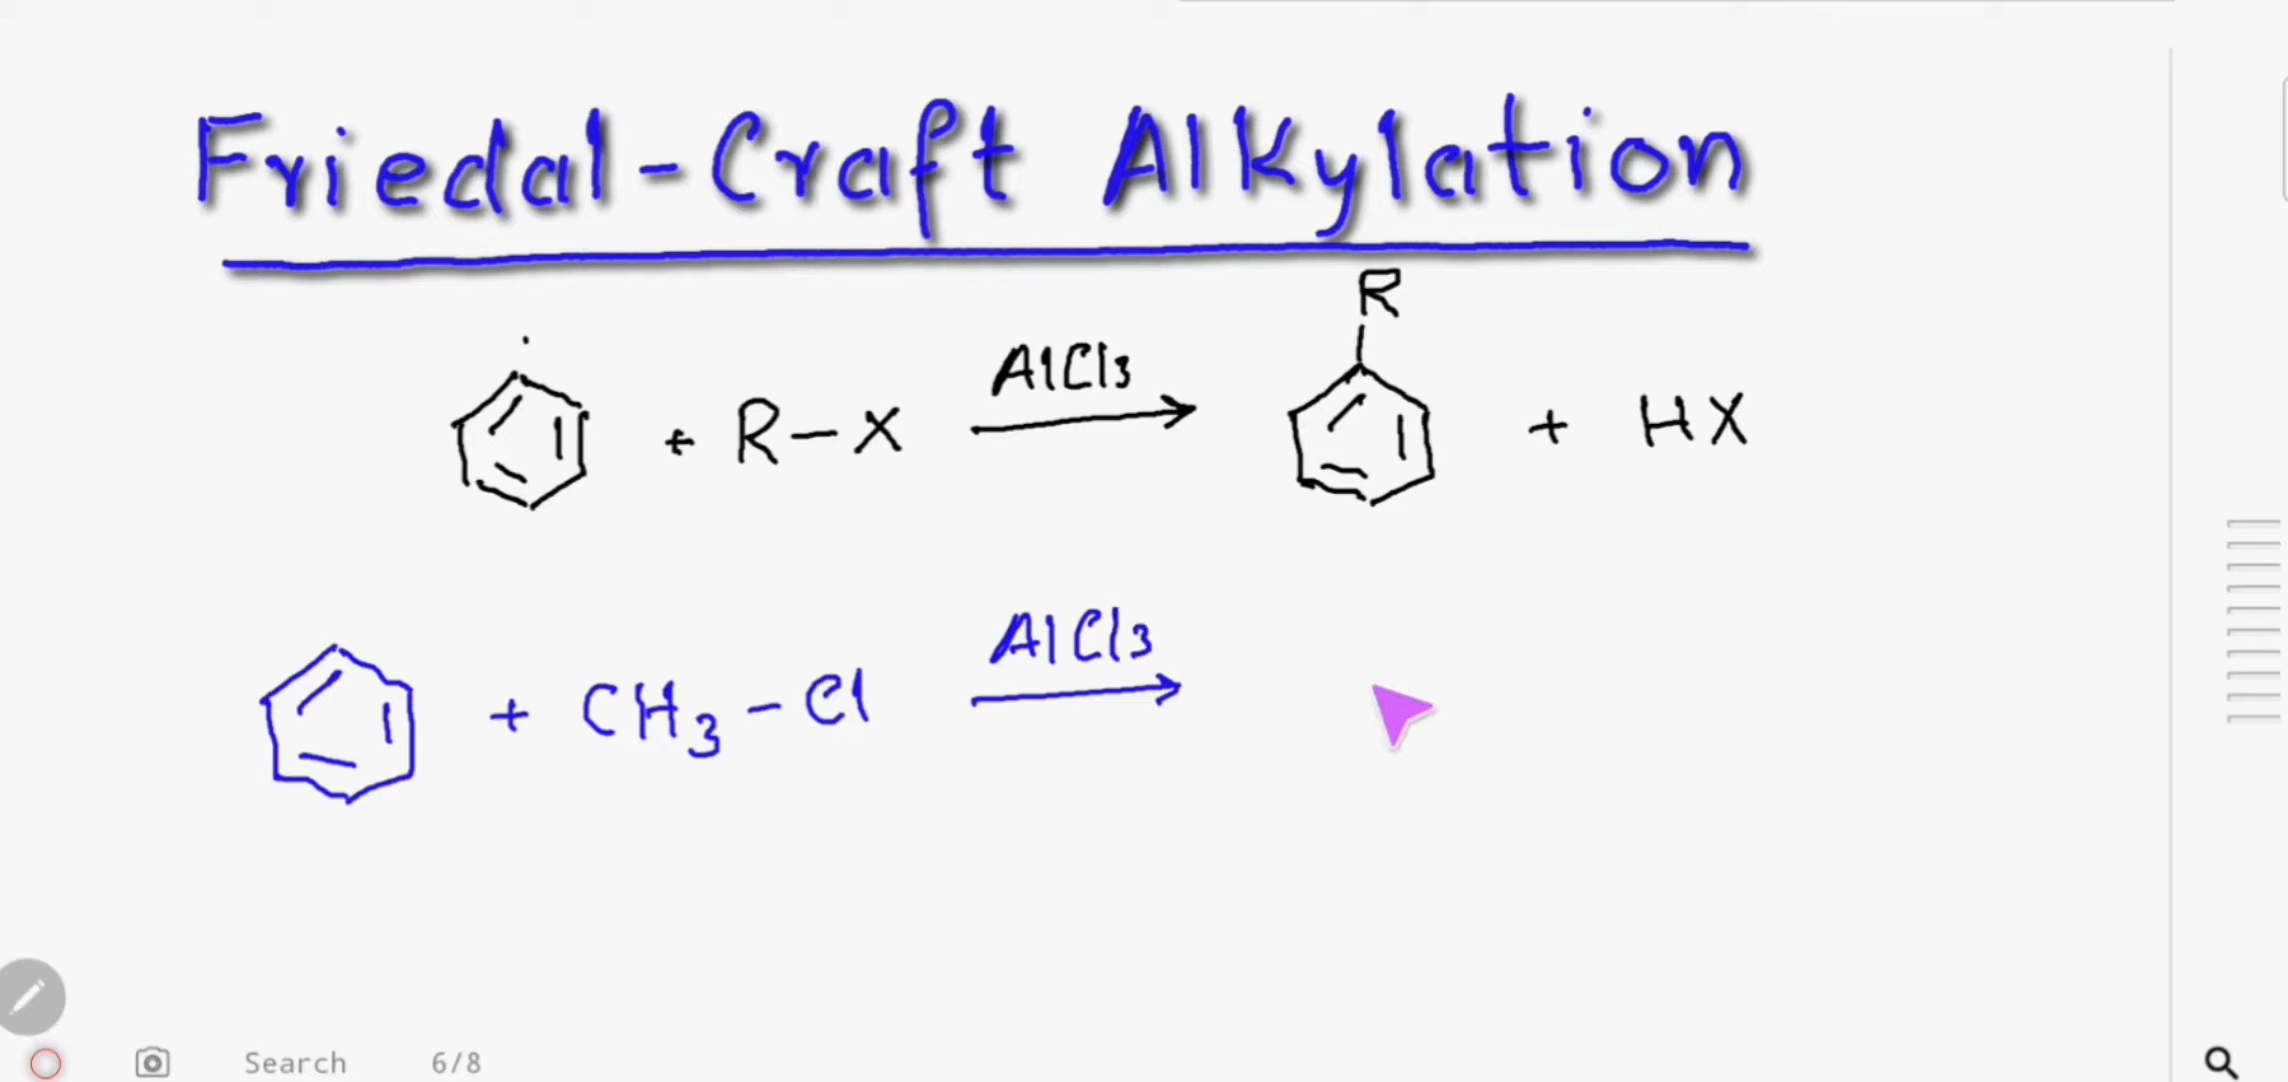 Friedal-Craft Alkylation
R
AlCl3
+ R-X + HX
AlCl3
+ CH3-Cl
Search 6/8